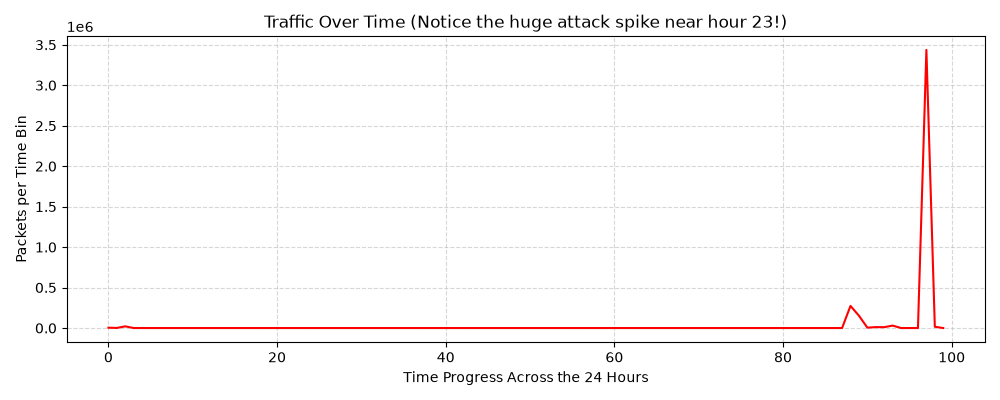 Traffic Over Time (Notice the huge attack spike near hour 23!)
1e6
3.5
3.0
2.5
2.0
1.5
1.0
0.5
0.0
Packets per Time Bin
0 20 40 60 80 100
Time Progress Across the 24 Hours